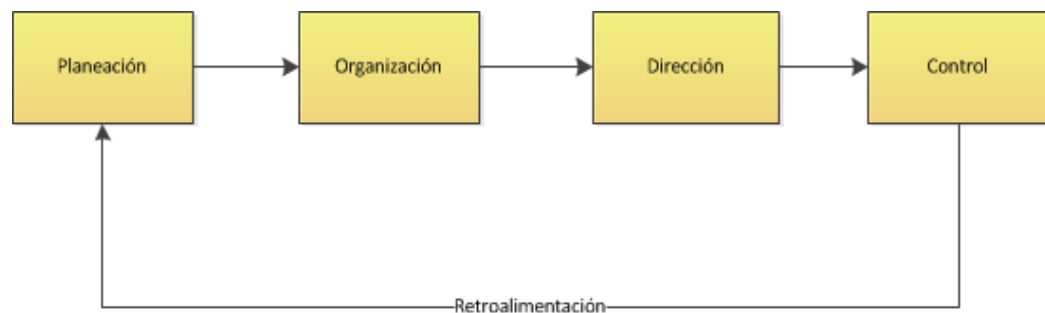 Planeación
Organización
Dirección
Control
Retroalimentación